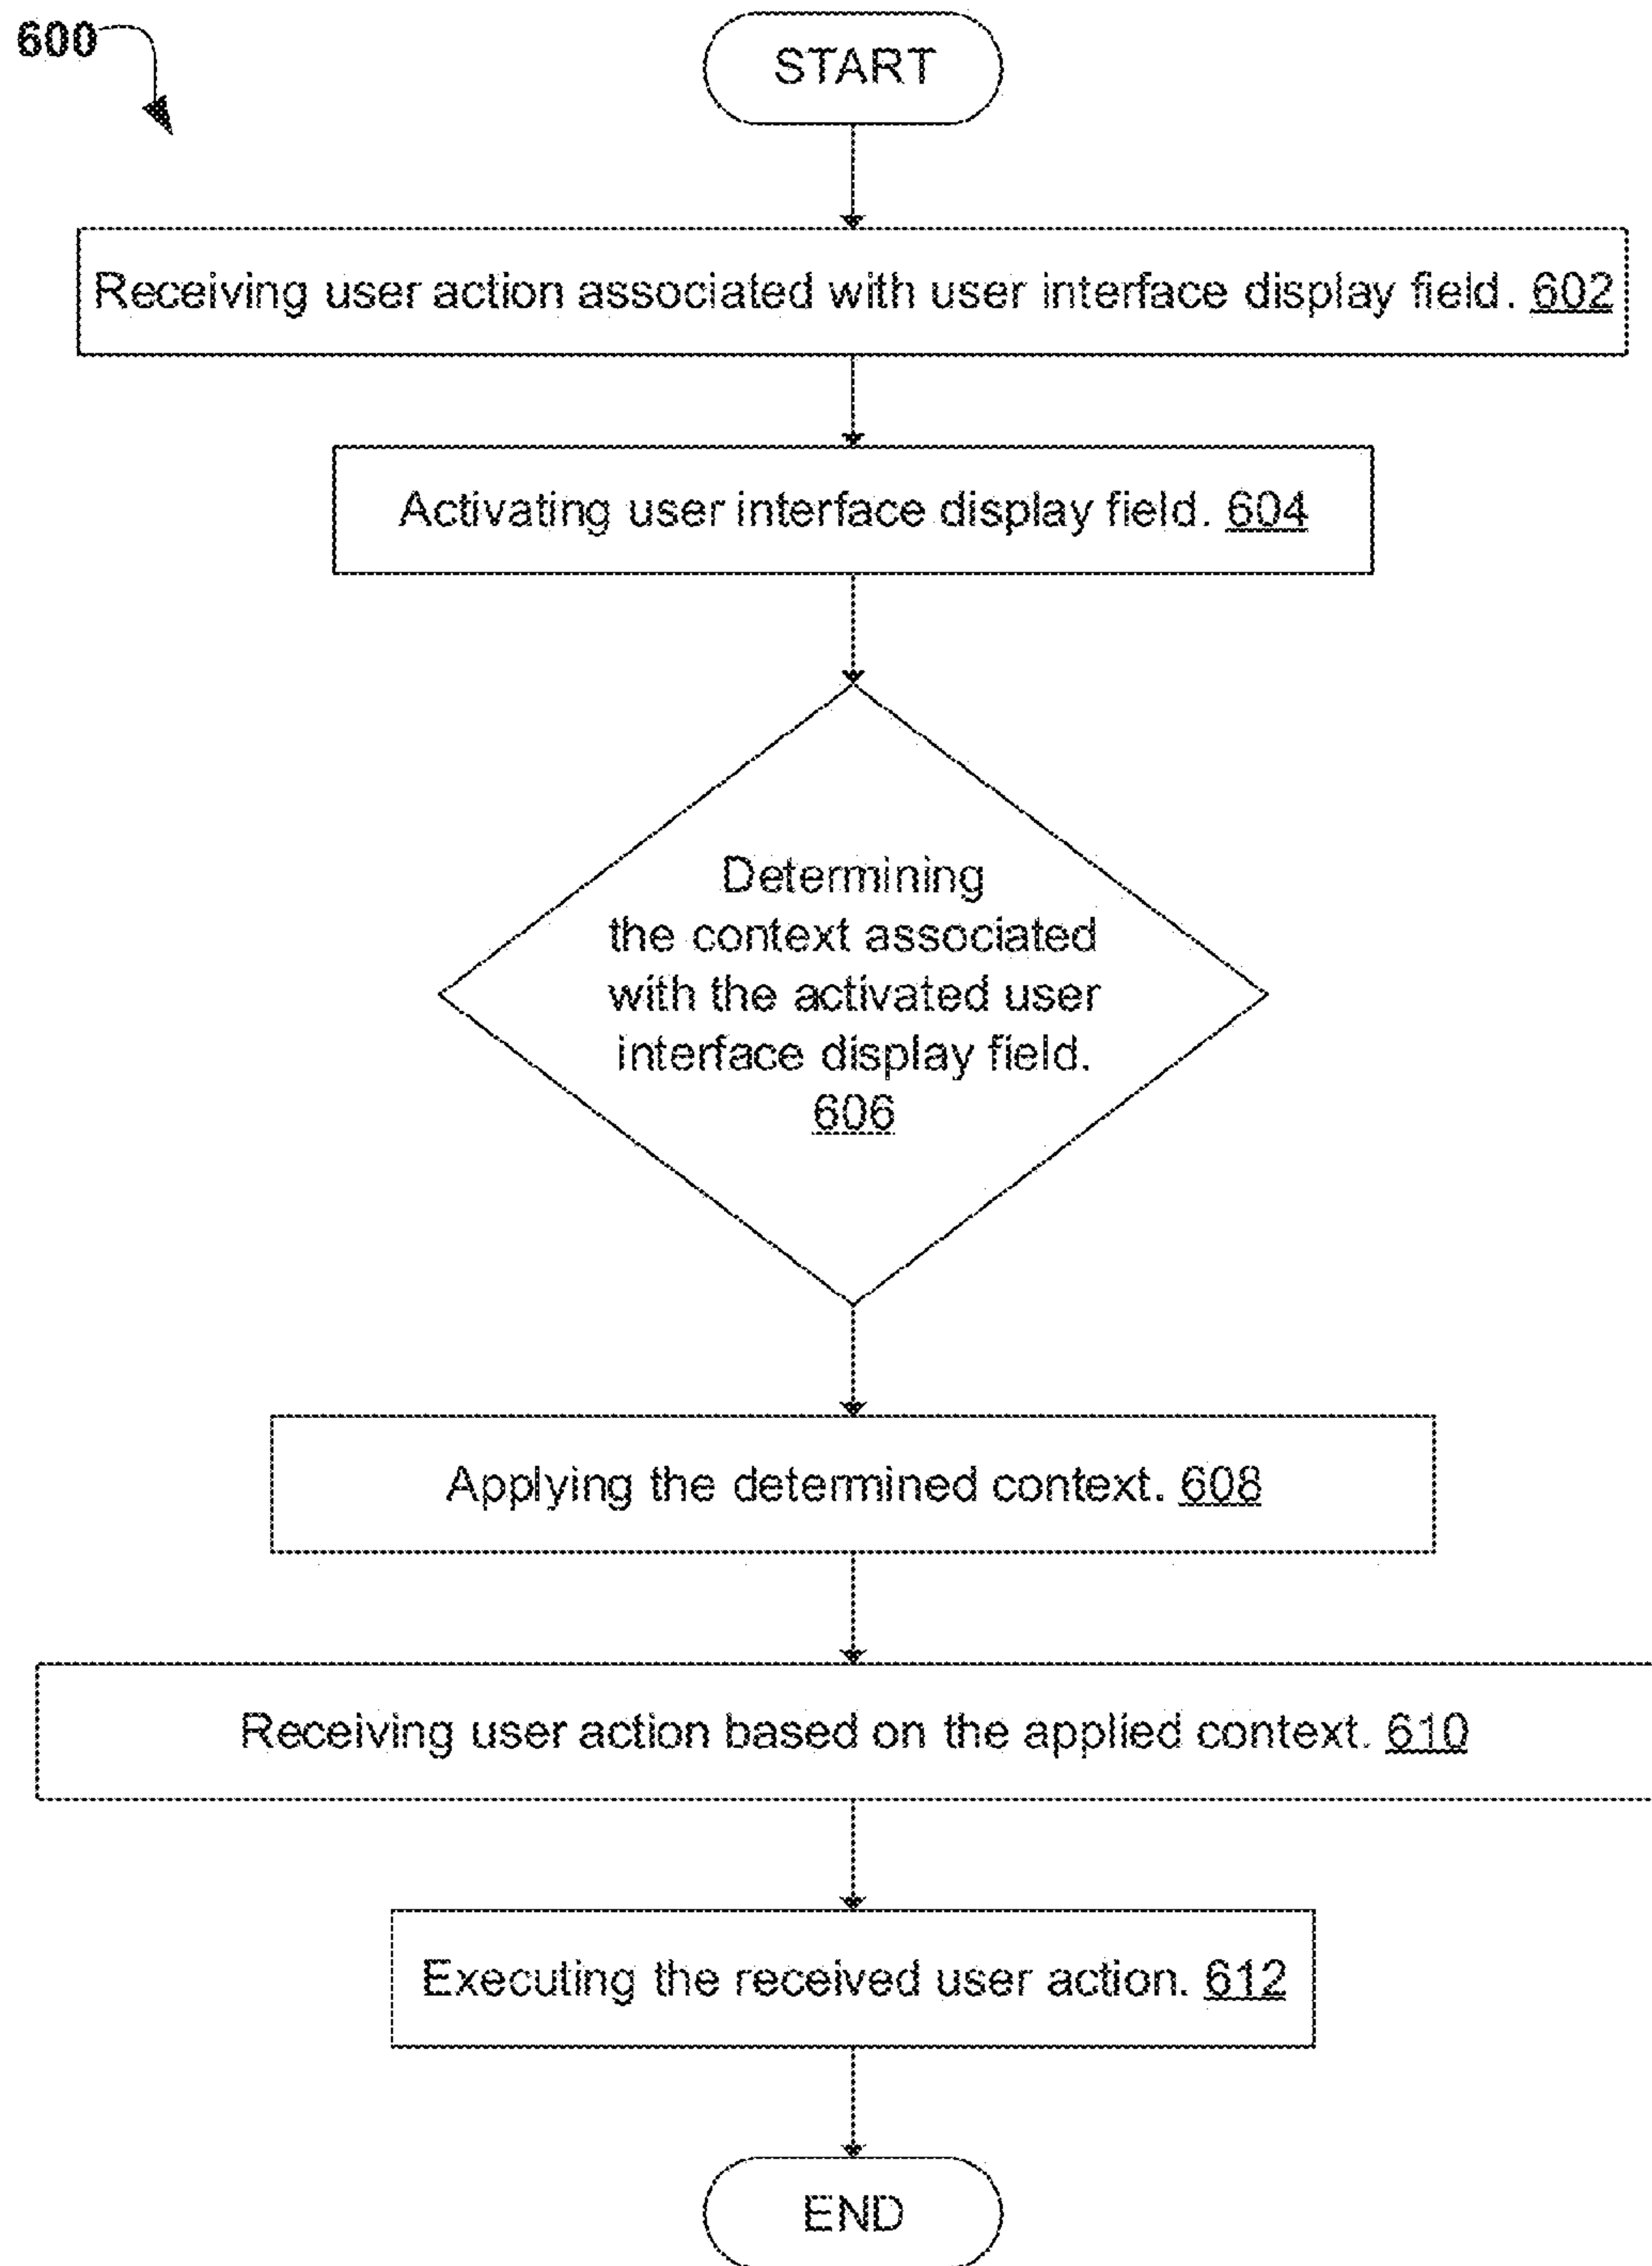 600
START
Receiving user action associated with user interface display field. 602
Activating user interface display field. 604
Determining
the context associated
with the activated user
interface display field.
606
Applying the determined context. 608
Receiving user action based on the applied context. 610
Executing the received user action. 612
END